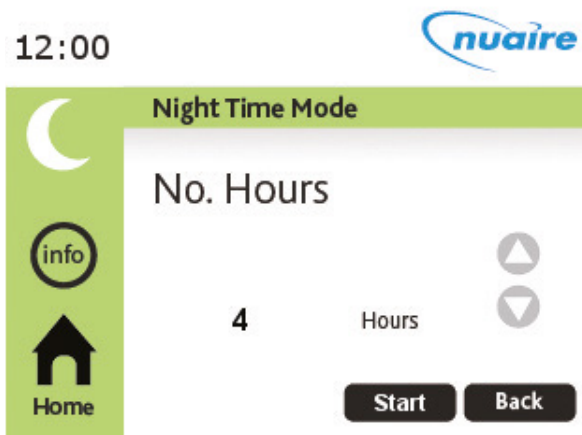 12:00
nuaire
Night Time Mode
No. Hours
info
4 Hours
Home
Start Back